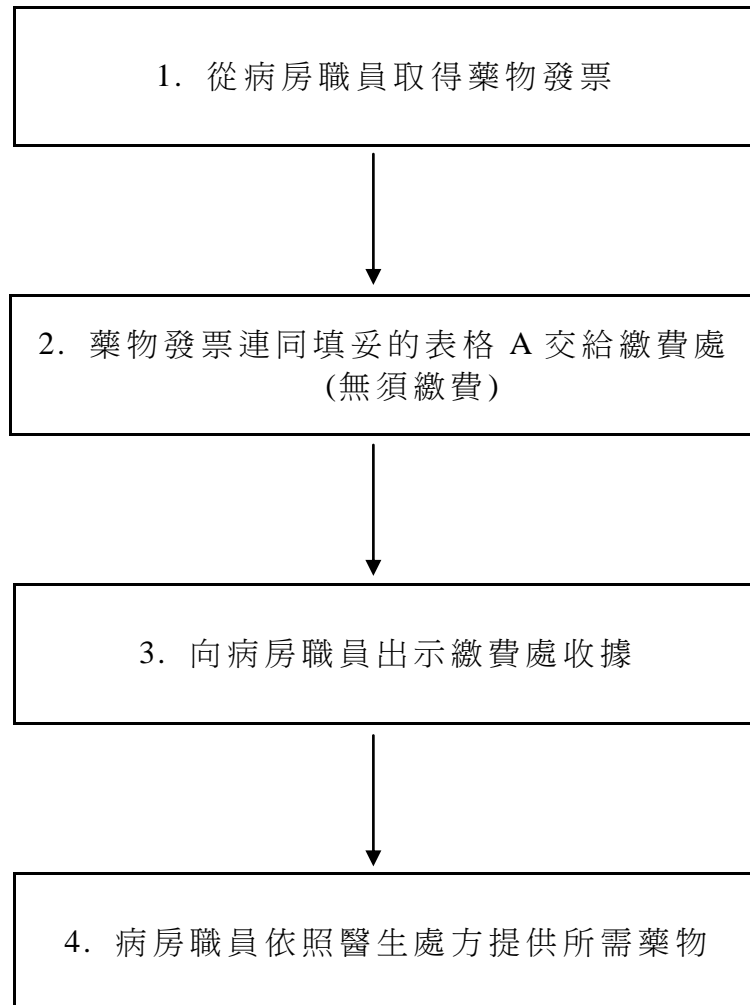 1. 從病房職員取得藥物發票
2. 藥物發票連同填妥的表格 A 交給繳費處
(無須繳費)
3. 向病房職員出示繳費處收據
4. 病房職員依照醫生處方提供所需藥物